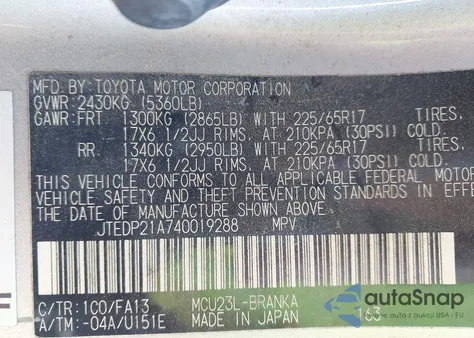 MFD. BY: TOYOTA MOTOR CORPORATION
GVWR: 2430KG (5360LB)
GAWR: FRT 1300KG (2865LB) WITH 225/65R17 TIRES,
17X6 1/2JJ RIMS, AT 210KPA (30PSI) COLD.
RR 1340KG (2950LB) WITH 225/65R17 TIRES,
17X6 1/2JJ RIMS, AT 210KPA (30PSI) COLD.
THIS VEHICLE CONFORMS TO ALL APPLICABLE FEDERAL MOTOR
VEHICLE SAFETY AND THEFT PREVENTION STANDARDS IN EFFE
THE DATE OF MANUFACTURE SHOWN ABOVE.
JTEDP21A740019288 MPV
C/TR: 1C0/FA13 MCU23L-BRANKA
A/TM: -04A/U151E MADE IN JAPAN 163
autoSnap
#AvtoFakt